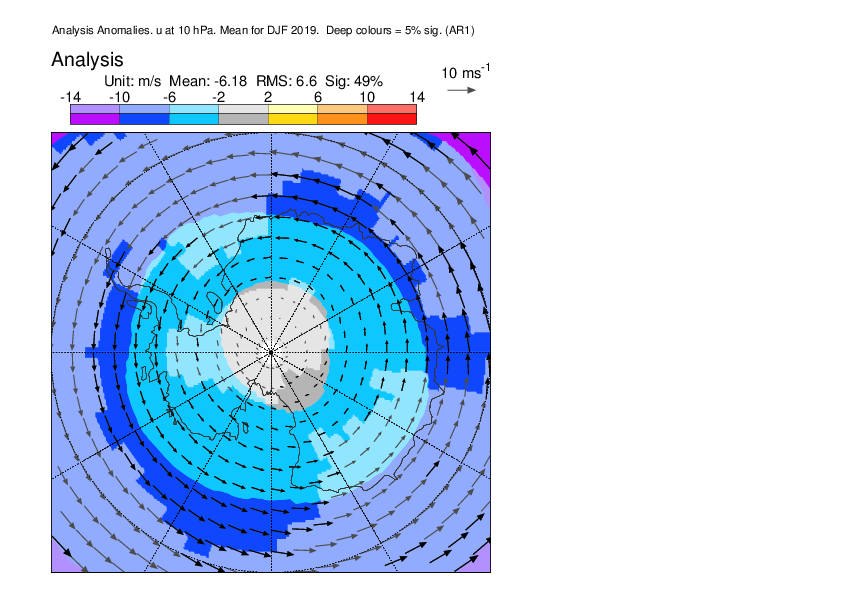 Analysis Anomalies. u at 10 hPa. Mean for DJF 2019.  Deep colours = 5% sig. (AR1)
Analysis
10 ms-1
Unit: m/s  Mean: -6.18  RMS: 6.6  Sig: 49%
-14 -10 -6 -2 2 6 10 14